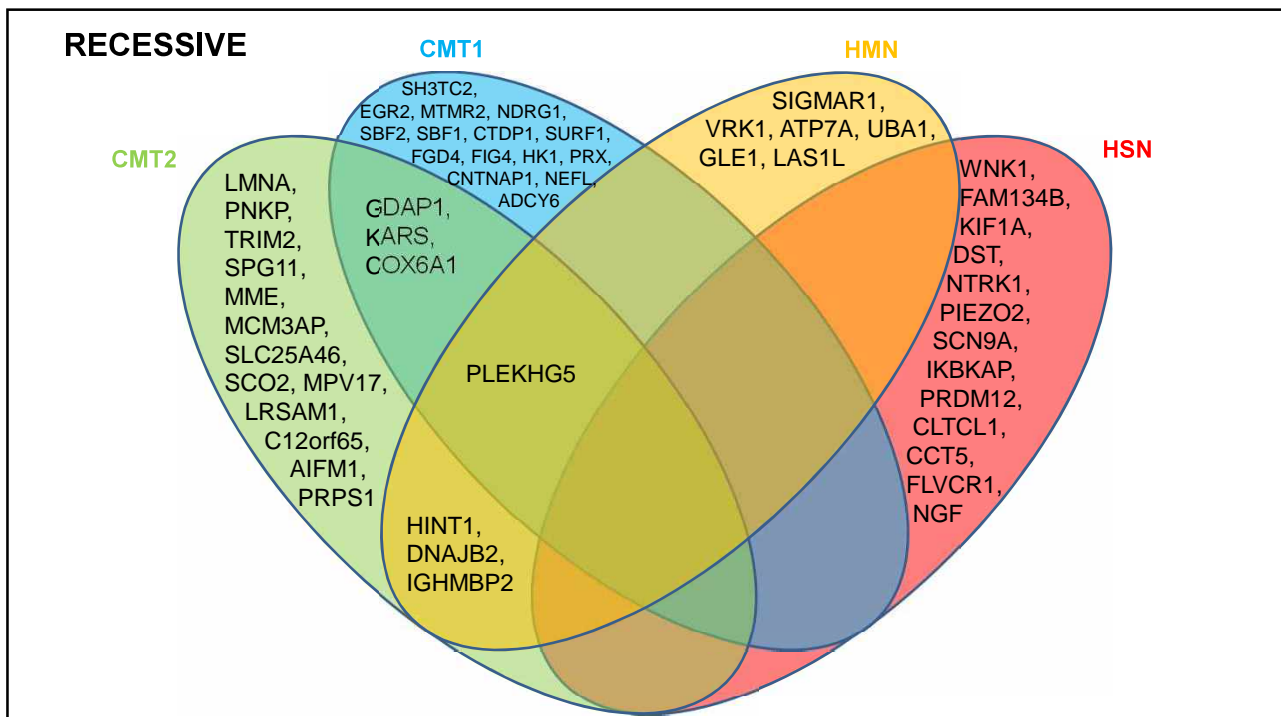 RECESSIVE
CMT1
HMN
CMT2
HSN
SH3TC2,
EGR2, MTMR2, NDRG1,
SBF2, SBF1, CTDP1, SURF1,
FGD4, FIG4, HK1, PRX,
CNTNAP1, NEFL,
ADCY6
SIGMAR1,
VRK1, ATP7A, UBA1,
GLE1, LAS1L
LMNA,
PNKP,
TRIM2,
SPG11,
MME,
MCM3AP,
SLC25A46,
SCO2, MPV17,
LRSAM1,
C12orf65,
AIFM1,
PRPS1
GDAP1,
KARS,
COX6A1
WNK1,
FAM134B,
KIF1A,
DST,
NTRK1,
PIEZO2,
SCN9A,
IKBKAP,
PRDM12,
CLTCL1,
CCT5,
FLVCR1,
NGF
PLEKHG5
HINT1,
DNAJB2,
IGHMBP2